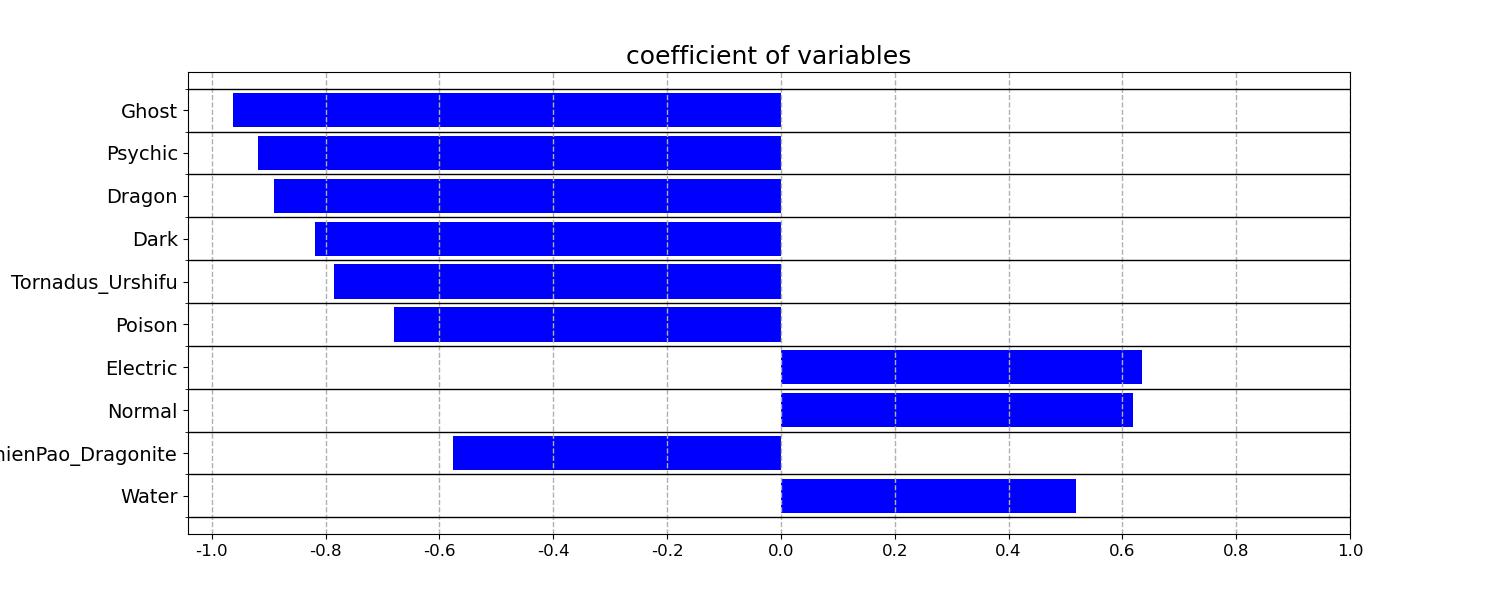 coefficient of variables
Ghost
Psychic
Dragon
Dark
Tornadus_Urshifu
Poison
Electric
Normal
hienPao_Dragonite
Water
-1.0 -0.8 -0.6 -0.4 -0.2 0.0 0.2 0.4 0.6 0.8 1.0